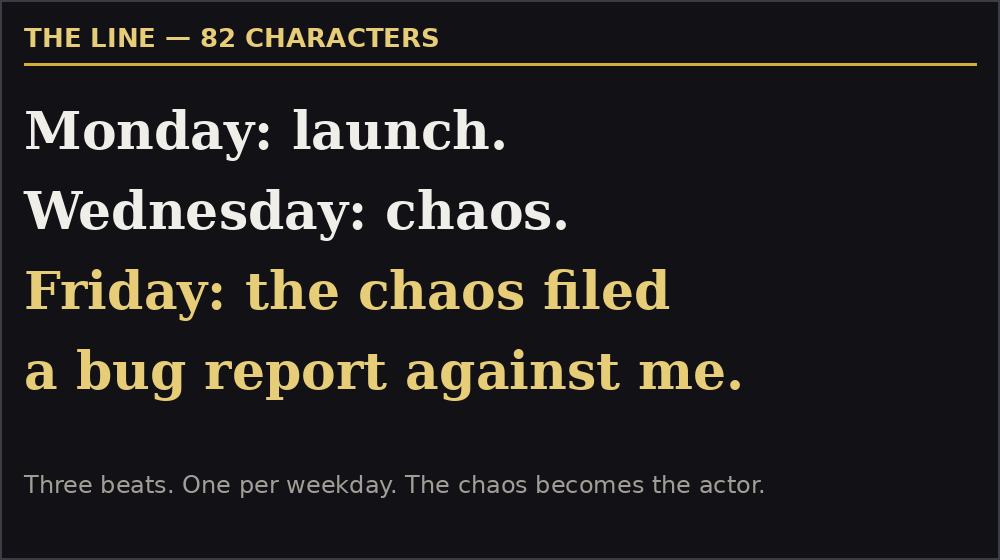 THE LINE — 82 CHARACTERS
Monday: launch.
Wednesday: chaos.
Friday: the chaos filed
a bug report against me.
Three beats. One per weekday. The chaos becomes the actor.